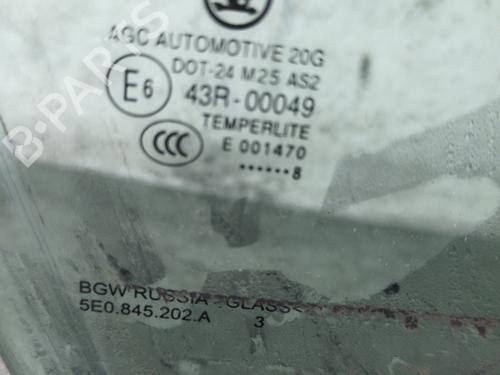 AGC AUTOMOTIVE 20G
DOT-24 M25 AS2
E6 43R-00049
TEMPERLITE
CCC E 001470
••••••8
BGW RUSSIA >GLASS<
5E0.845.202.A 3